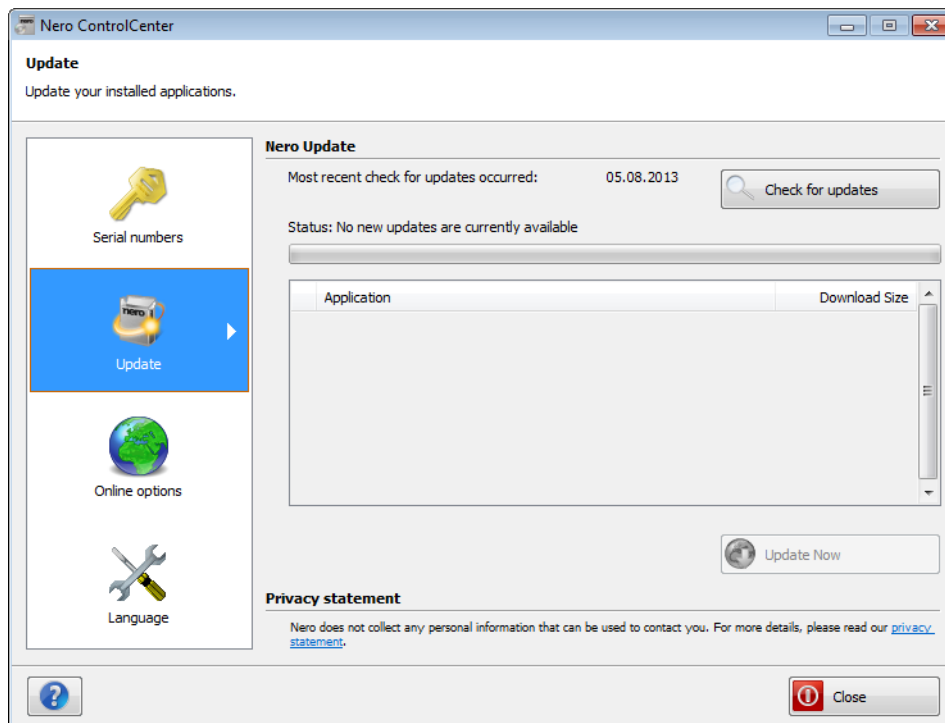 Nero ControlCenter
Update
Update your installed applications.
Nero Update
Most recent check for updates occurred: 05.08.2013
Check for updates
Status: No new updates are currently available
Application Download Size
Serial numbers
nero
Update
Online options
Language
Update Now
Privacy statement
Nero does not collect any personal information that can be used to contact you. For more details, please read our privacy
statement.
?
Close